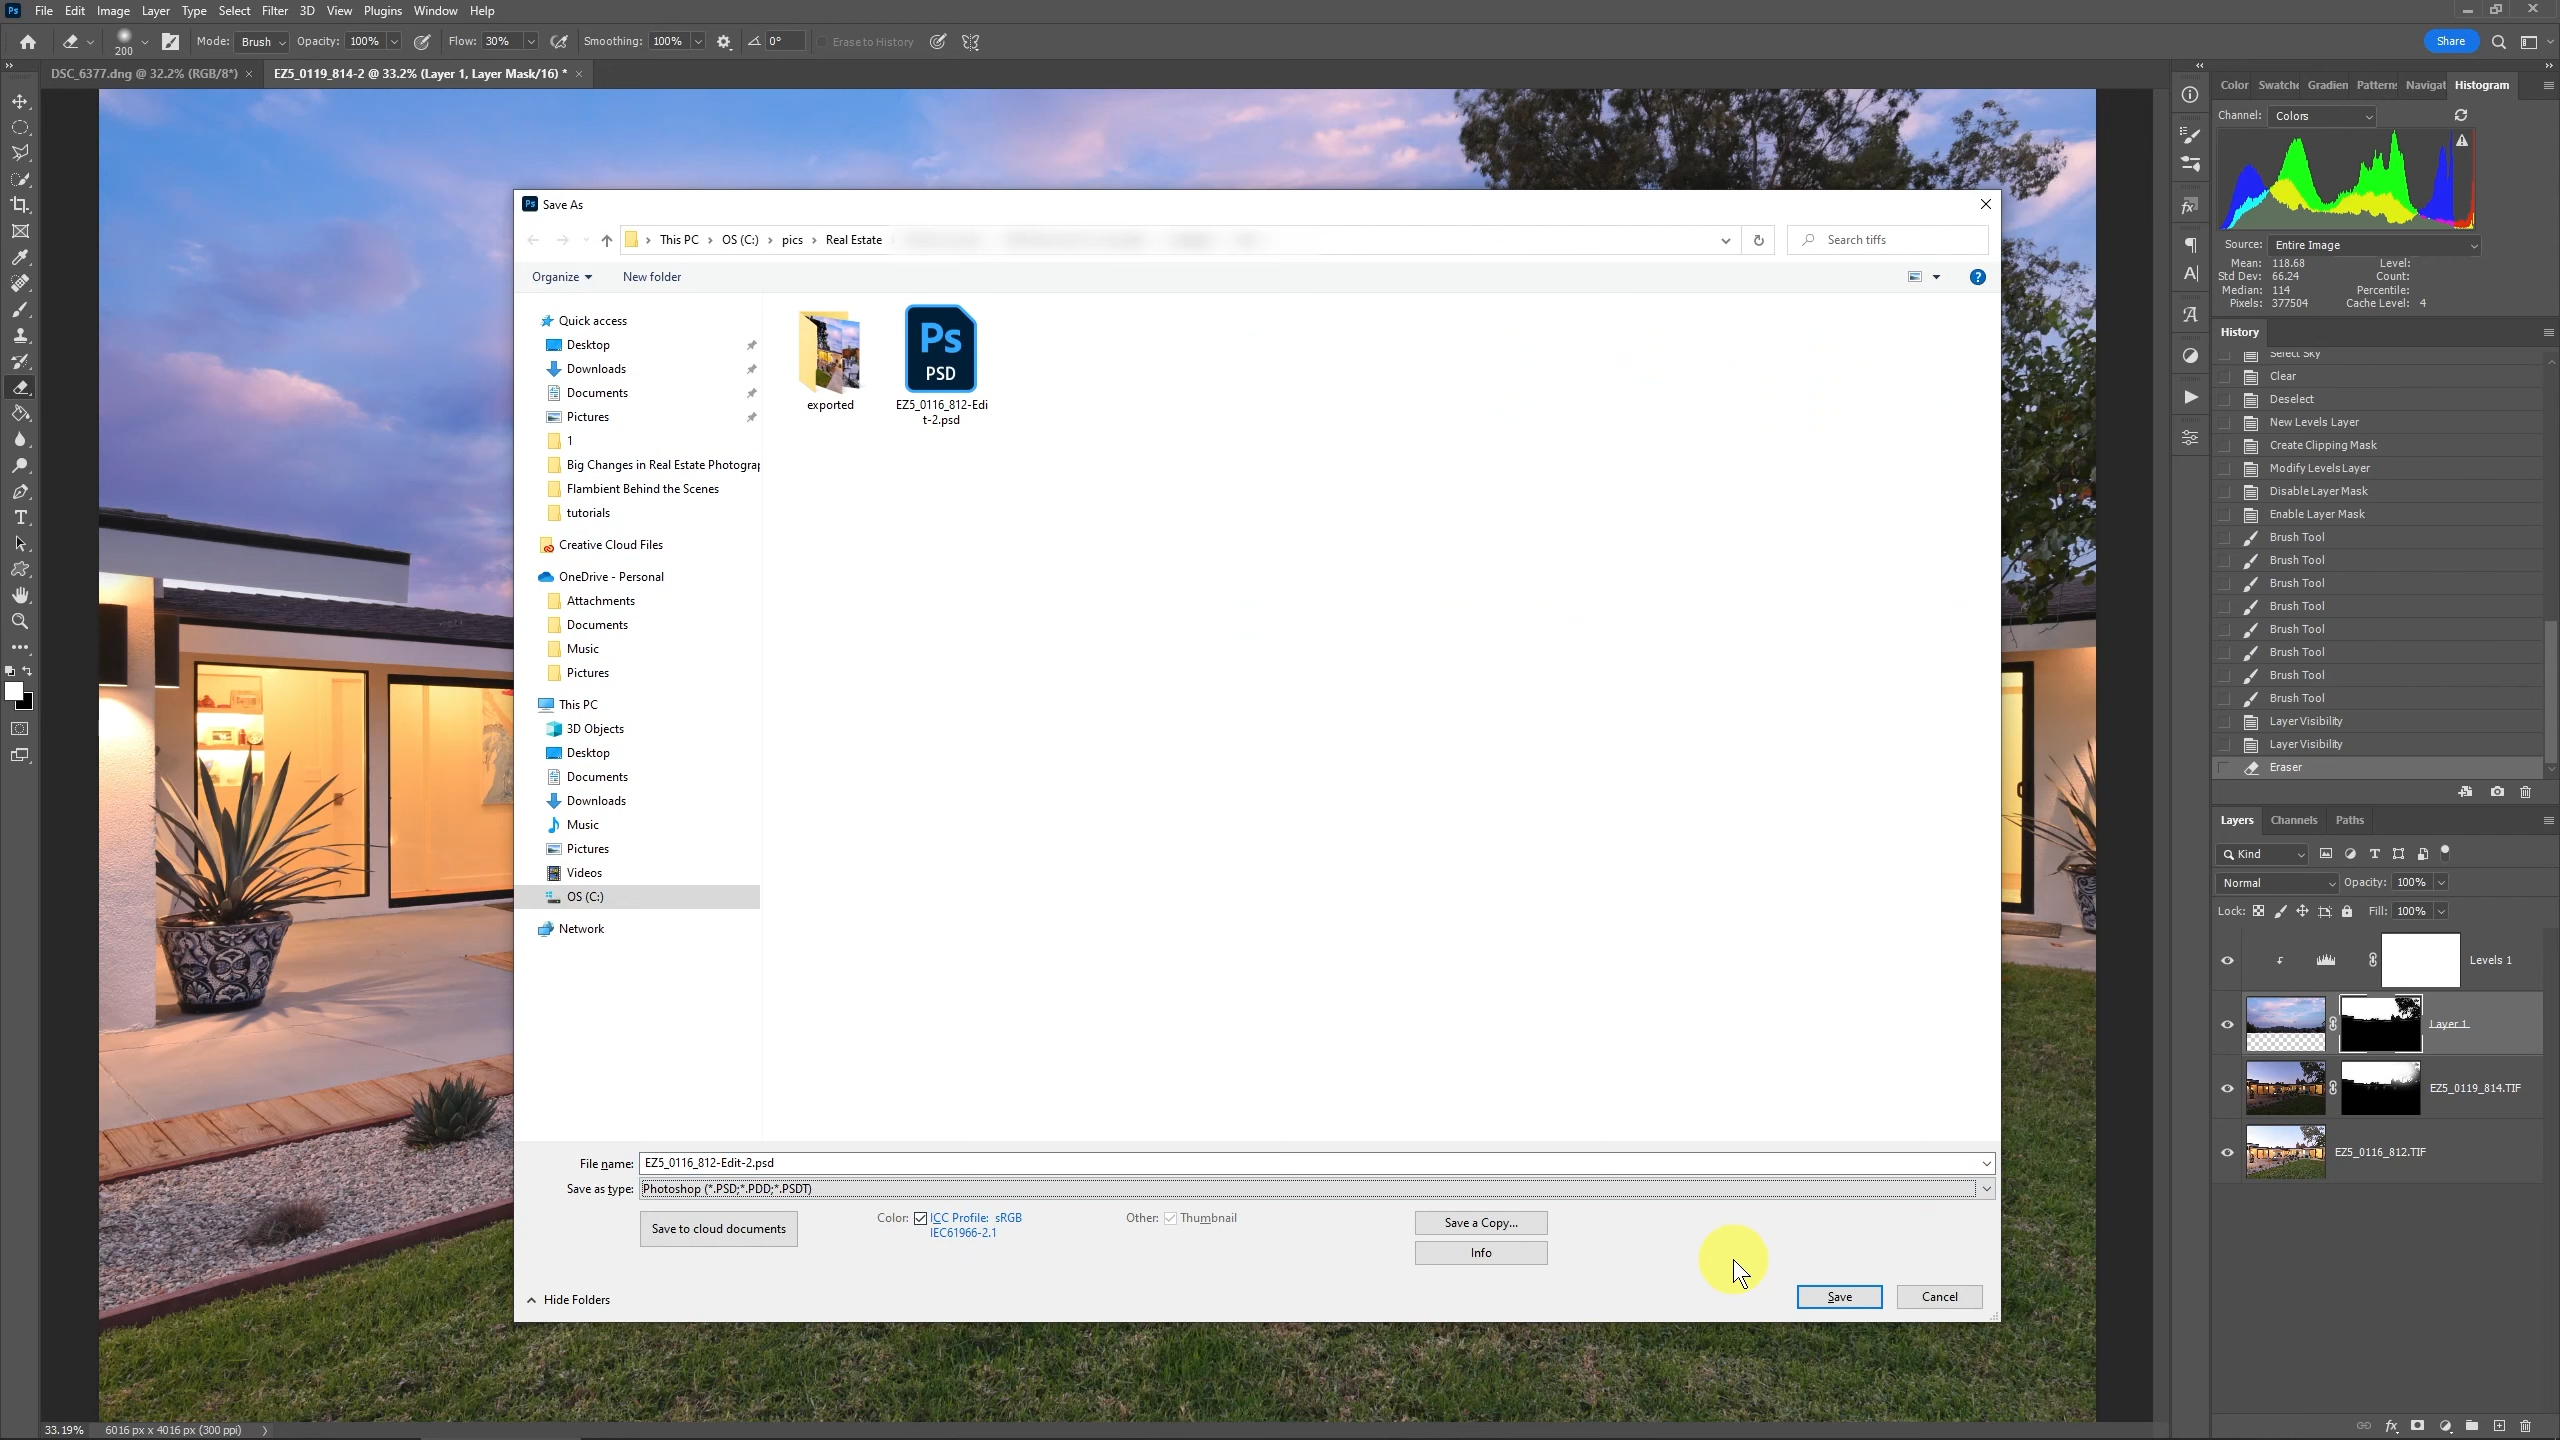 Ps File Edit Image Layer Type Select Filter 3D View Plugins Window Help
200 Mode: Brush Opacity: 100% Flow: 30% Smoothing: 100% 0° Erase to History Share
DSC_6377.dng @ 32.2% (RGB/8*) × EZ5_0119_814-2 @ 33.2% (Layer 1, Layer Mask/16) * ×
Color Swatche Gradien Patterns Navigat Histogram
Channel: Colors
Source: Entire Image
Mean: 118.68 Level:
Std Dev: 66.24 Count:
Median: 114 Percentile:
Pixels: 377504 Cache Level: 4
History
Select Sky
Clear
Deselect
New Levels Layer
Create Clipping Mask
Modify Levels Layer
Disable Layer Mask
Enable Layer Mask
Brush Tool
Brush Tool
Brush Tool
Brush Tool
Brush Tool
Brush Tool
Brush Tool
Brush Tool
Layer Visibility
Layer Visibility
Eraser
Layers Channels Paths
Kind
Normal Opacity: 100%
Lock: Fill: 100%
Levels 1
Layer 1
EZ5_0119_814.TIF
EZ5_0116_812.TIF
Ps Save As
This PC > OS (C:) > pics > Real Estate
Search tiffs
Organize New folder
Quick access
Desktop
Downloads
Documents
Pictures
1
Big Changes in Real Estate Photograp
Flambient Behind the Scenes
tutorials
Creative Cloud Files
OneDrive - Personal
Attachments
Documents
Music
Pictures
This PC
3D Objects
Desktop
Documents
Downloads
Music
Pictures
Videos
OS (C:)
Network
exported
Ps
PSD
EZ5_0116_812-Edi
t-2.psd
File name: EZ5_0116_812-Edit-2.psd
Save as type: Photoshop (*.PSD;*.PDD;*.PSDT)
Save to cloud documents
Color: ICC Profile: sRGB
IEC61966-2.1
Other: Thumbnail
Save a Copy...
Info
Hide Folders
Save Cancel
33.19% 6016 px x 4016 px (300 ppi)